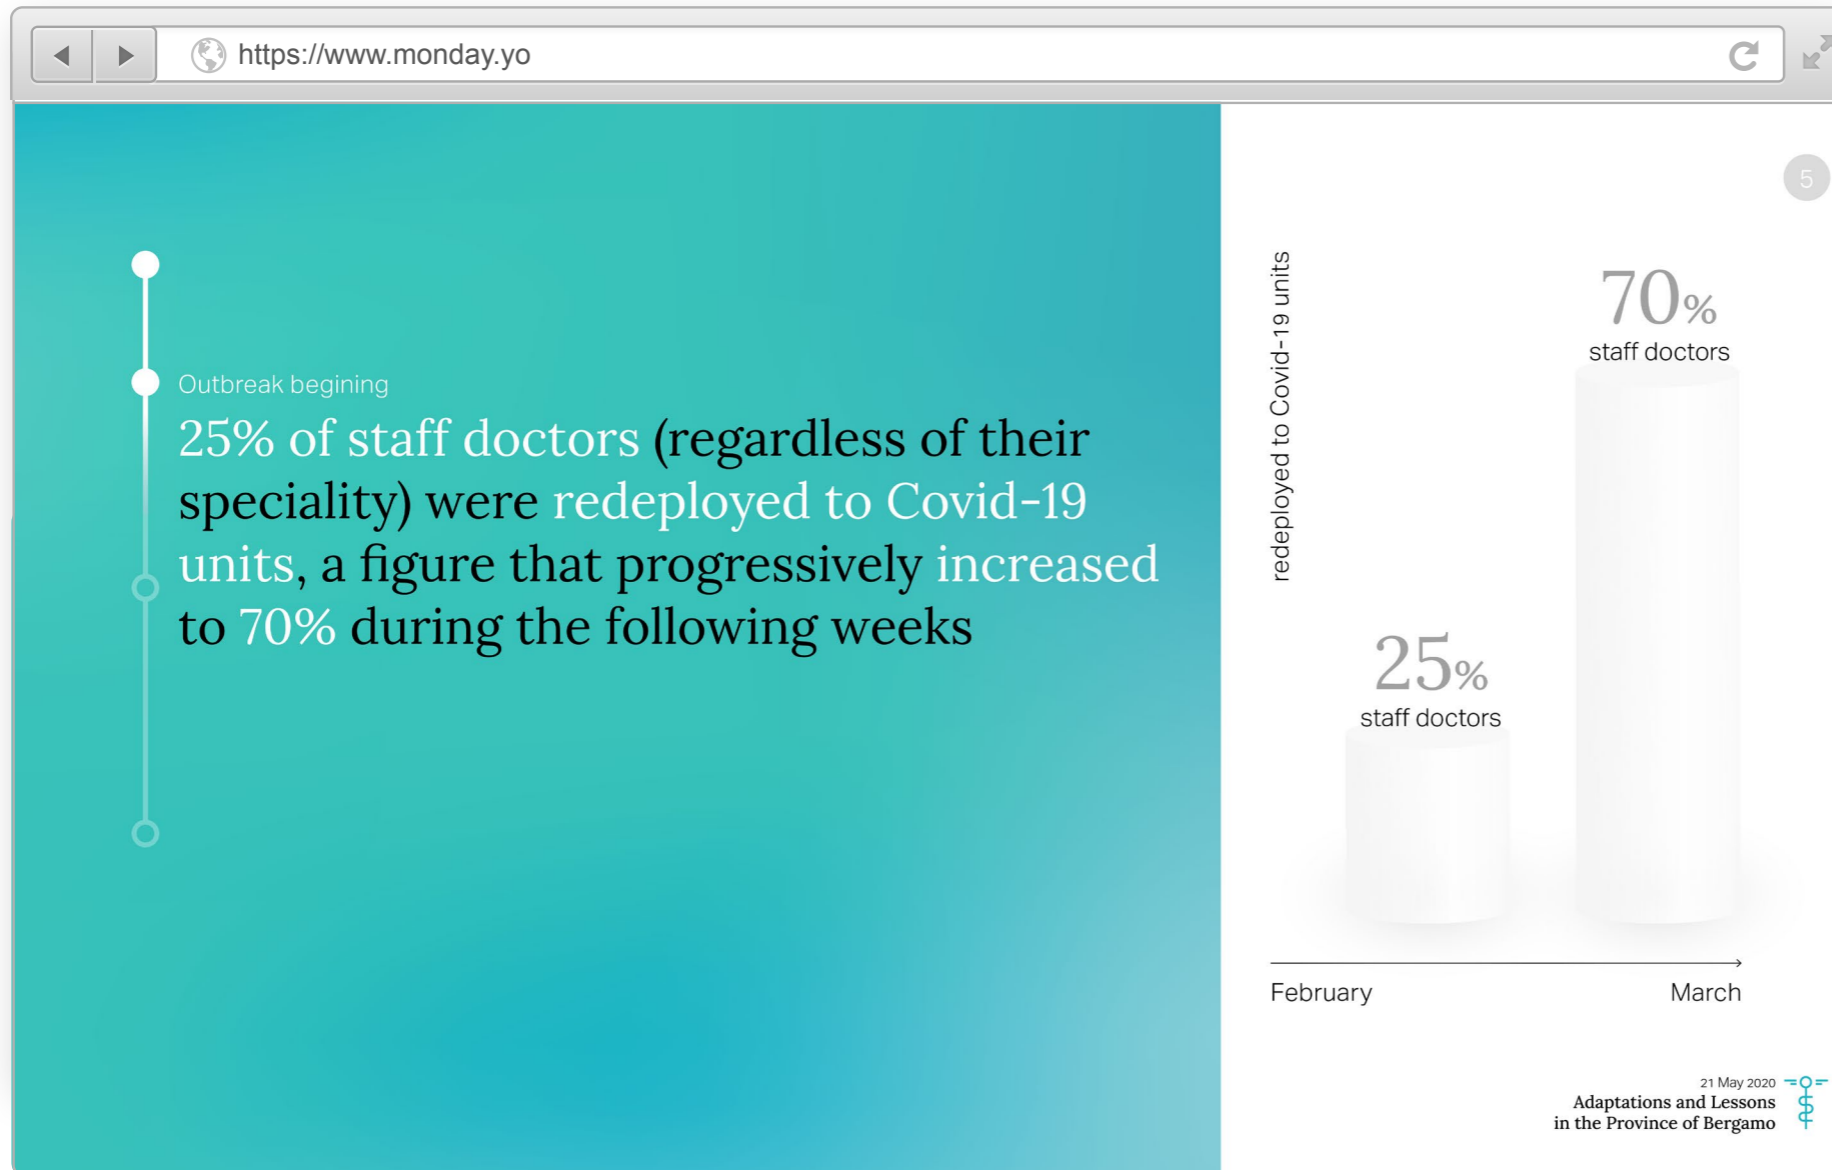 https://www.monday.yo
5
Outbreak begining
25% of staff doctors (regardless of their
speciality) were redeployed to Covid-19
units, a figure that progressively increased
to 70% during the following weeks
redeployed to Covid-19 units
70%
staff doctors
25%
staff doctors
February
March
21 May 2020
Adaptations and Lessons
in the Province of Bergamo